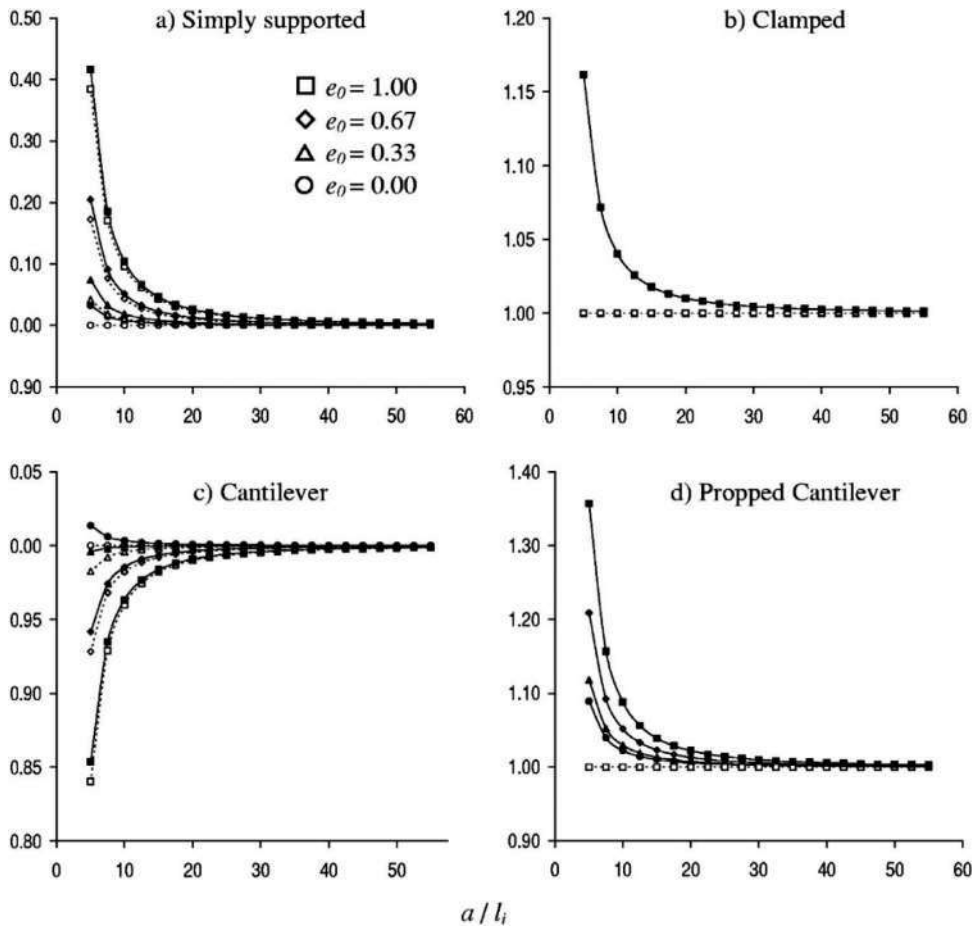 a) Simply supported
0.50
0.40
0.30
0.20
0.10
0.00
0.90
0 10 20 30 40 50 60
□ e₀ = 1.00
◇ e₀ = 0.67
△ e₀ = 0.33
○ e₀ = 0.00
b) Clamped
1.20
1.15
1.10
1.05
1.00
0.95
0 10 20 30 40 50 60
c) Cantilever
0.05
0.00
0.95
0.90
0.85
0.80
0 10 20 30 40 50
d) Propped Cantilever
1.40
1.30
1.20
1.10
1.00
0.90
0 10 20 30 40 50 60
a / lᵢ